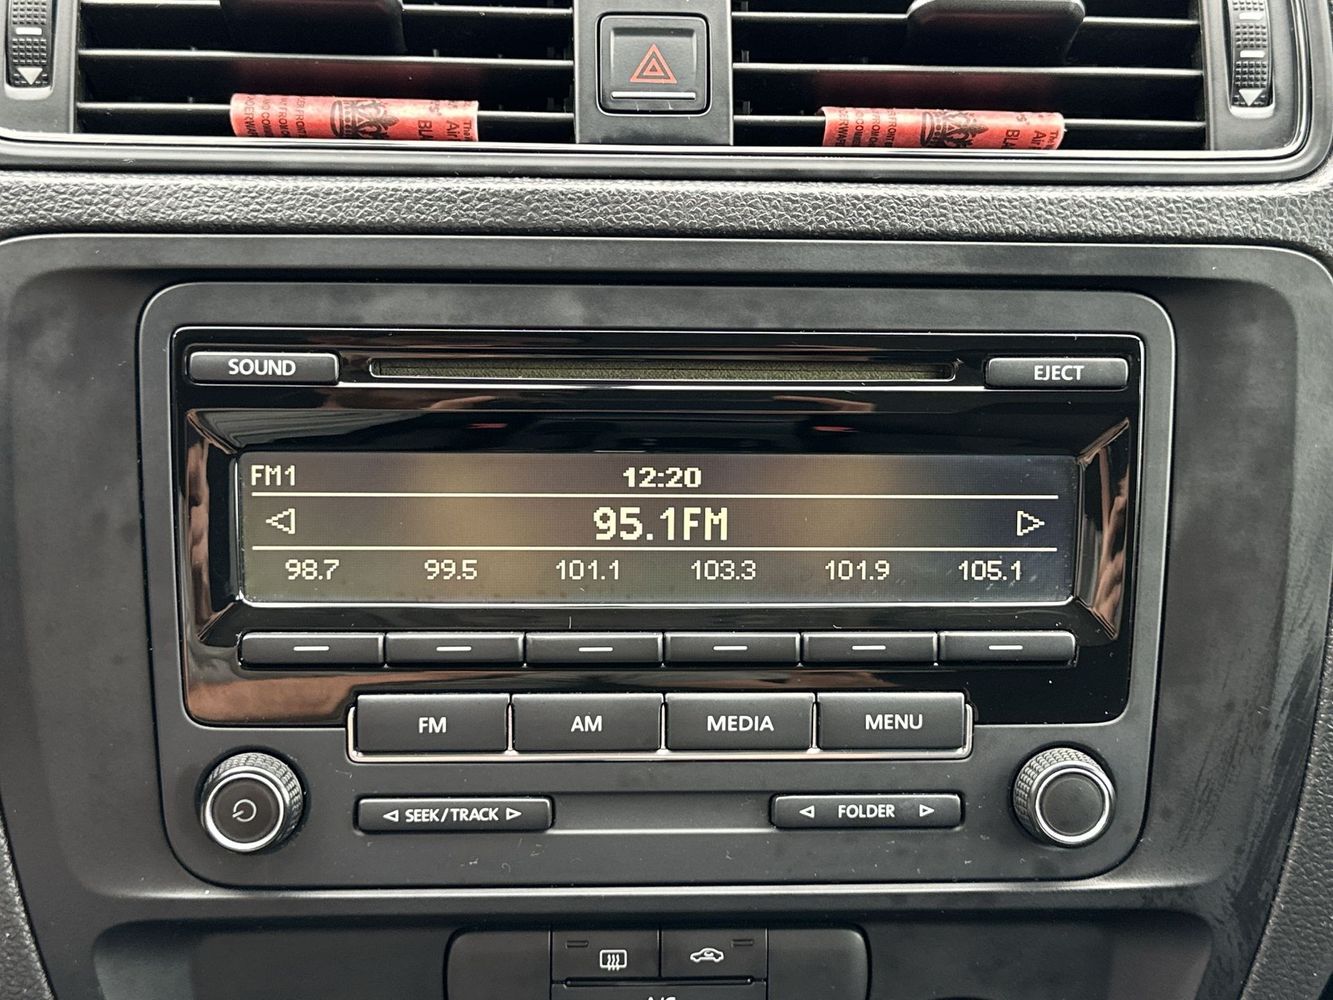 SOUND
EJECT
FM1
12:20
95.1FM
98.7 99.5 101.1 103.3 101.9 105.1
FM AM MEDIA MENU
SEEK/TRACK
FOLDER